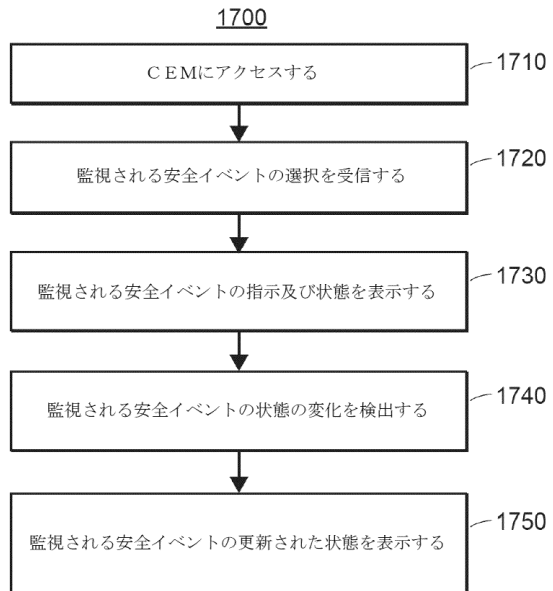 1700
CEMにアクセスする
1710
監視される安全イベントの選択を受信する
1720
監視される安全イベントの指示及び状態を表示する
1730
監視される安全イベントの状態の変化を検出する
1740
監視される安全イベントの更新された状態を表示する
1750